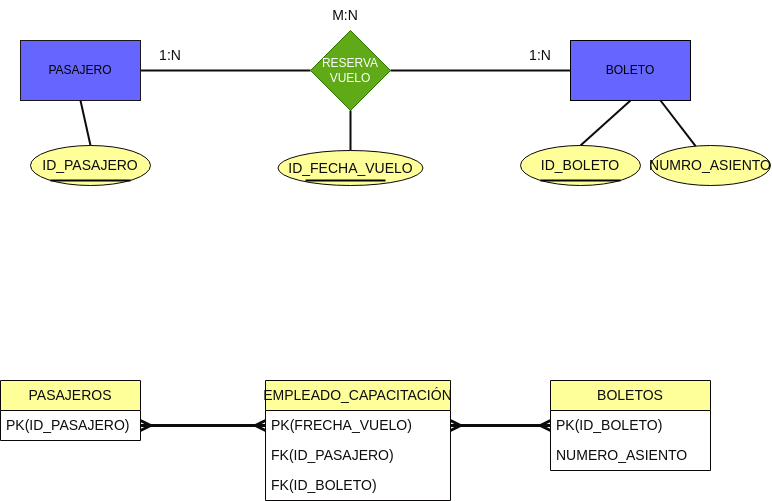 M:N
1:N
1:N
PASAJERO
RESERVA
VUELO
BOLETO
ID_PASAJERO
ID_FECHA_VUELO
ID_BOLETO
NUMRO_ASIENTO
PASAJEROS
EMPLEADO_CAPACITACIÓN
BOLETOS
PK(ID_PASAJERO)
PK(FRECHA_VUELO)
PK(ID_BOLETO)
FK(ID_PASAJERO)
NUMERO_ASIENTO
FK(ID_BOLETO)